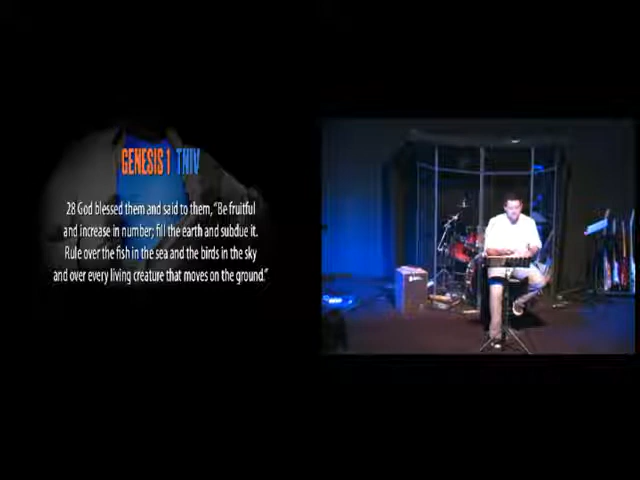 GENESIS 1 TNIV
28 God blessed them and said to them, “Be fruitful
and increase in number; fill the earth and subdue it.
Rule over the fish in the sea and the birds in the sky
and over every living creature that moves on the ground.”